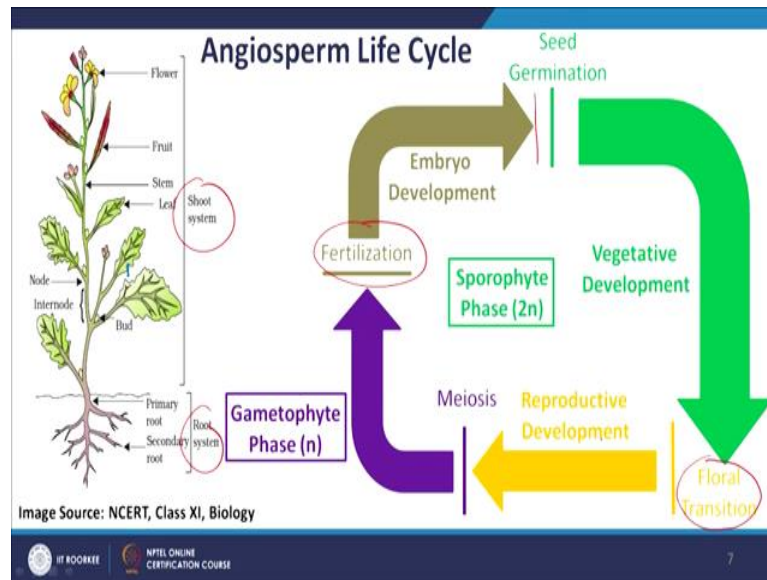 Angiosperm Life Cycle
Flower
Fruit
Stem
Leaf
Shoot
system
Node
Internode
Bud
Primary
root
Secondary
root
Root
system
Image Source: NCERT, Class XI, Biology
Seed
Germination
Embryo
Development
Fertilization
Sporophyte
Phase (2n)
Vegetative
Development
Gametophyte
Phase (n)
Meiosis
Reproductive
Development
Floral
Transition
IIT ROORKEE
NPTEL ONLINE
CERTIFICATION COURSE
7